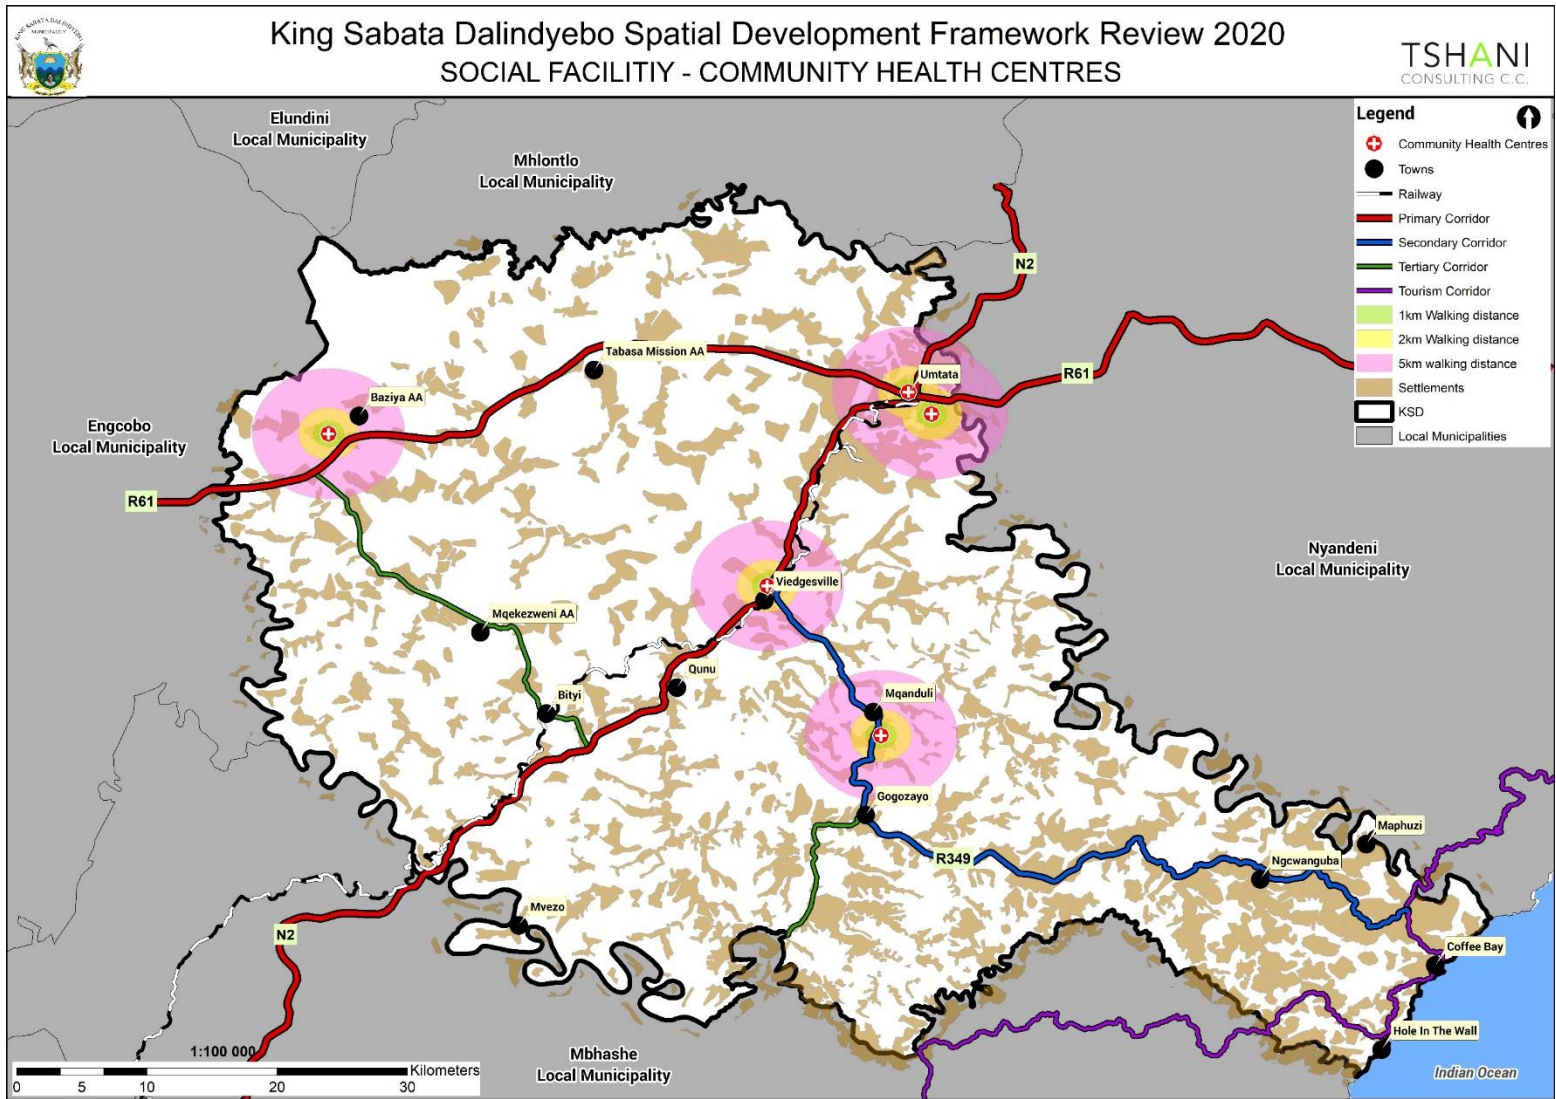 King Sabata Dalindyebo Spatial Development Framework Review 2020
SOCIAL FACILITIY - COMMUNITY HEALTH CENTRES
KING SABATA DALINDYEBO
MUNICIPALITY
TSHANI
CONSULTING C.C.
Legend
Community Health Centres
Towns
Railway
Primary Corridor
Secondary Corridor
Tertiary Corridor
Tourism Corridor
1km Walking distance
2km Walking distance
5km walking distance
Settlements
KSD
Local Municipalities
Elundini
Local Municipality
Mhlontlo
Local Municipality
N2
Tabasa Mission AA
Umtata
R61
Baziya AA
Engcobo
Local Municipality
R61
Nyandeni
Local Municipality
Viedgesville
Mqekezweni AA
Qunu
Bityi
Mqanduli
Gogozayo
Maphuzi
R349
Ngcwanguba
Mvezo
N2
Coffee Bay
Hole In The Wall
Mbhashe
Local Municipality
Indian Ocean
1:100 000
Kilometers
0 5 10 20 30